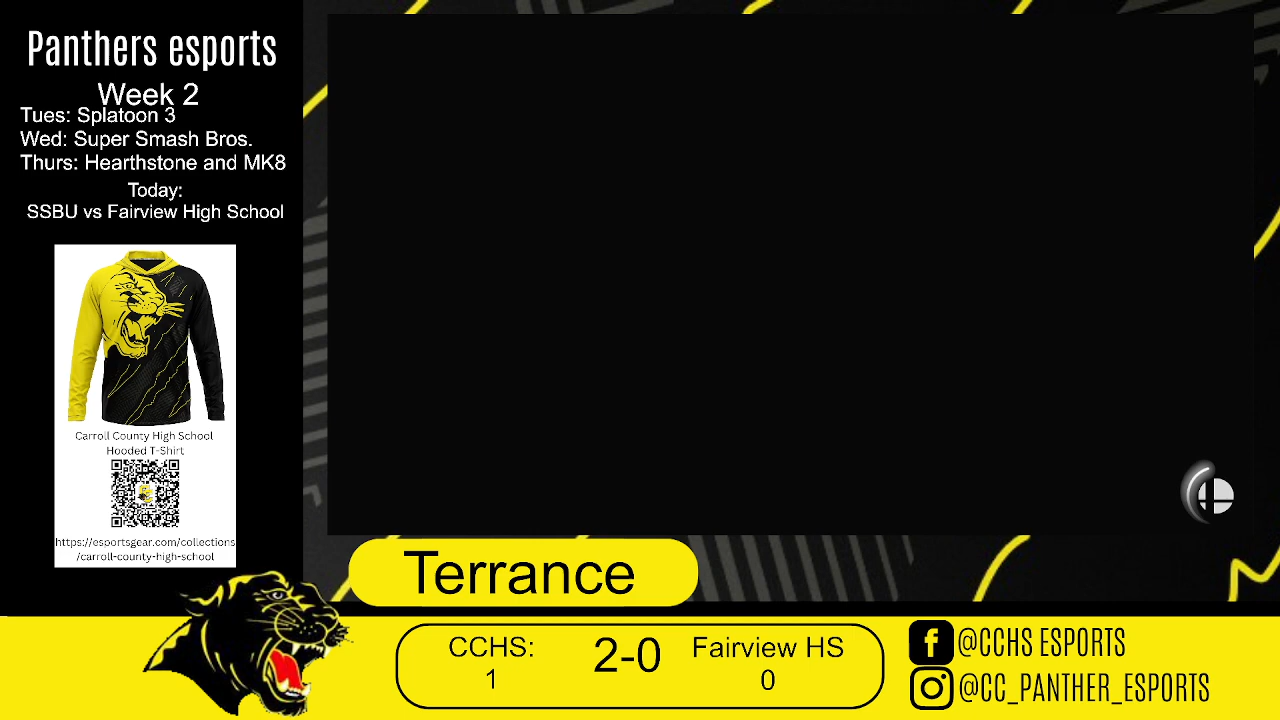 Panthers esports
Week 2
Tues: Splatoon 3
Wed: Super Smash Bros.
Thurs: Hearthstone and MK8
Today:
SSBU vs Fairview High School
Carroll County High School
Hooded T-Shirt
https://esportsgear.com/collections
/carroll-county-high-school
Terrance
CCHS:
1
2-0
Fairview HS
0
@CCHS ESPORTS
@CC_PANTHER_ESPORTS